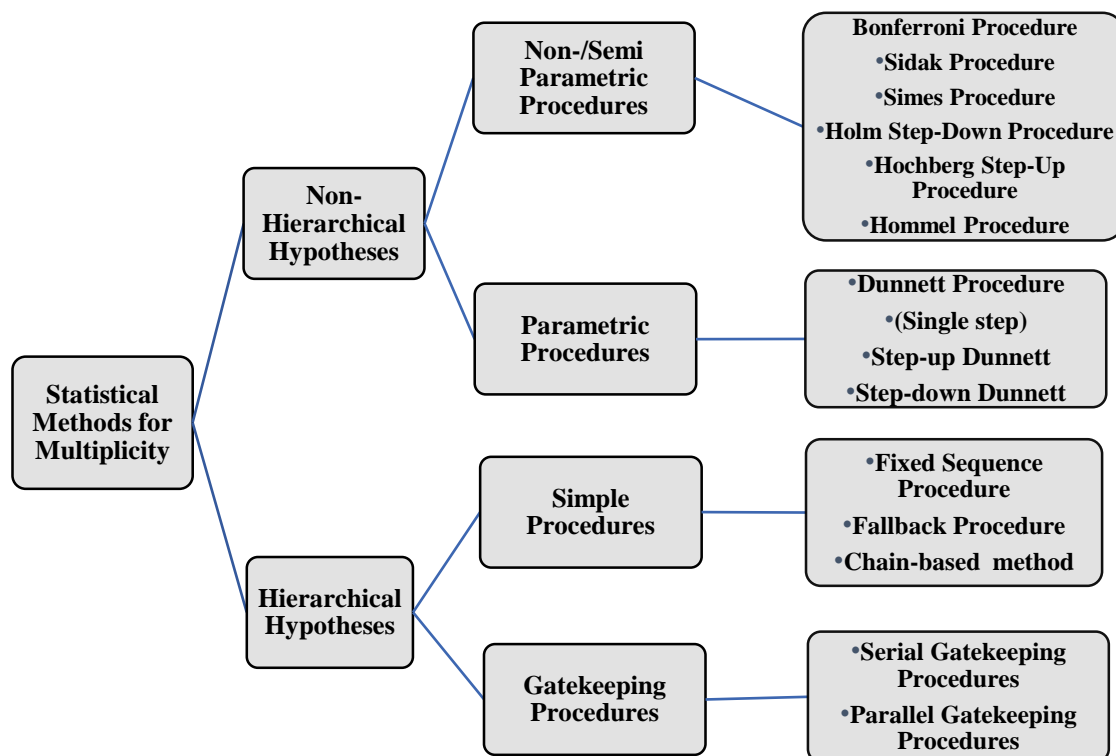 Statistical
Methods for
Multiplicity
Non-
Hierarchical
Hypotheses
Non-/Semi
Parametric
Procedures
Bonferroni Procedure
•Sidak Procedure
•Simes Procedure
•Holm Step-Down Procedure
•Hochberg Step-Up
Procedure
•Hommel Procedure
Parametric
Procedures
•Dunnett Procedure
•(Single step)
•Step-up Dunnett
•Step-down Dunnett
Hierarchical
Hypotheses
Simple
Procedures
•Fixed Sequence
Procedure
•Fallback Procedure
•Chain-based method
Gatekeeping
Procedures
•Serial Gatekeeping
Procedures
•Parallel Gatekeeping
Procedures